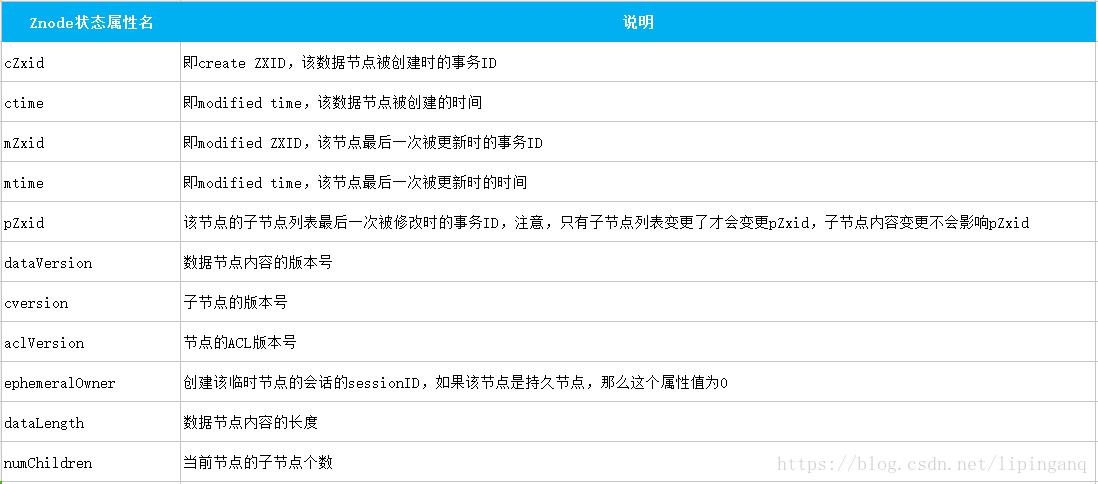 Znode状态属性名 说明
cZxid 即create ZXID，该数据节点被创建时的事务ID
ctime 即modified time，该数据节点被创建的时间
mZxid 即modified ZXID，该节点最后一次被更新时的事务ID
mtime 即modified time，该节点最后一次被更新时的时间
pZxid 该节点的子节点列表最后一次被修改时的事务ID，注意，只有子节点列表变更了才会变更pZxid，子节点内容变更不会影响pZxid
dataVersion 数据节点内容的版本号
cversion 子节点的版本号
aclVersion 节点的ACL版本号
ephemeralOwner 创建该临时节点的会话的sessionID，如果该节点是持久节点，那么这个属性值为0
dataLength 数据节点内容的长度
numChildren 当前节点的子节点个数
https://blog.csdn.net/lipinganq